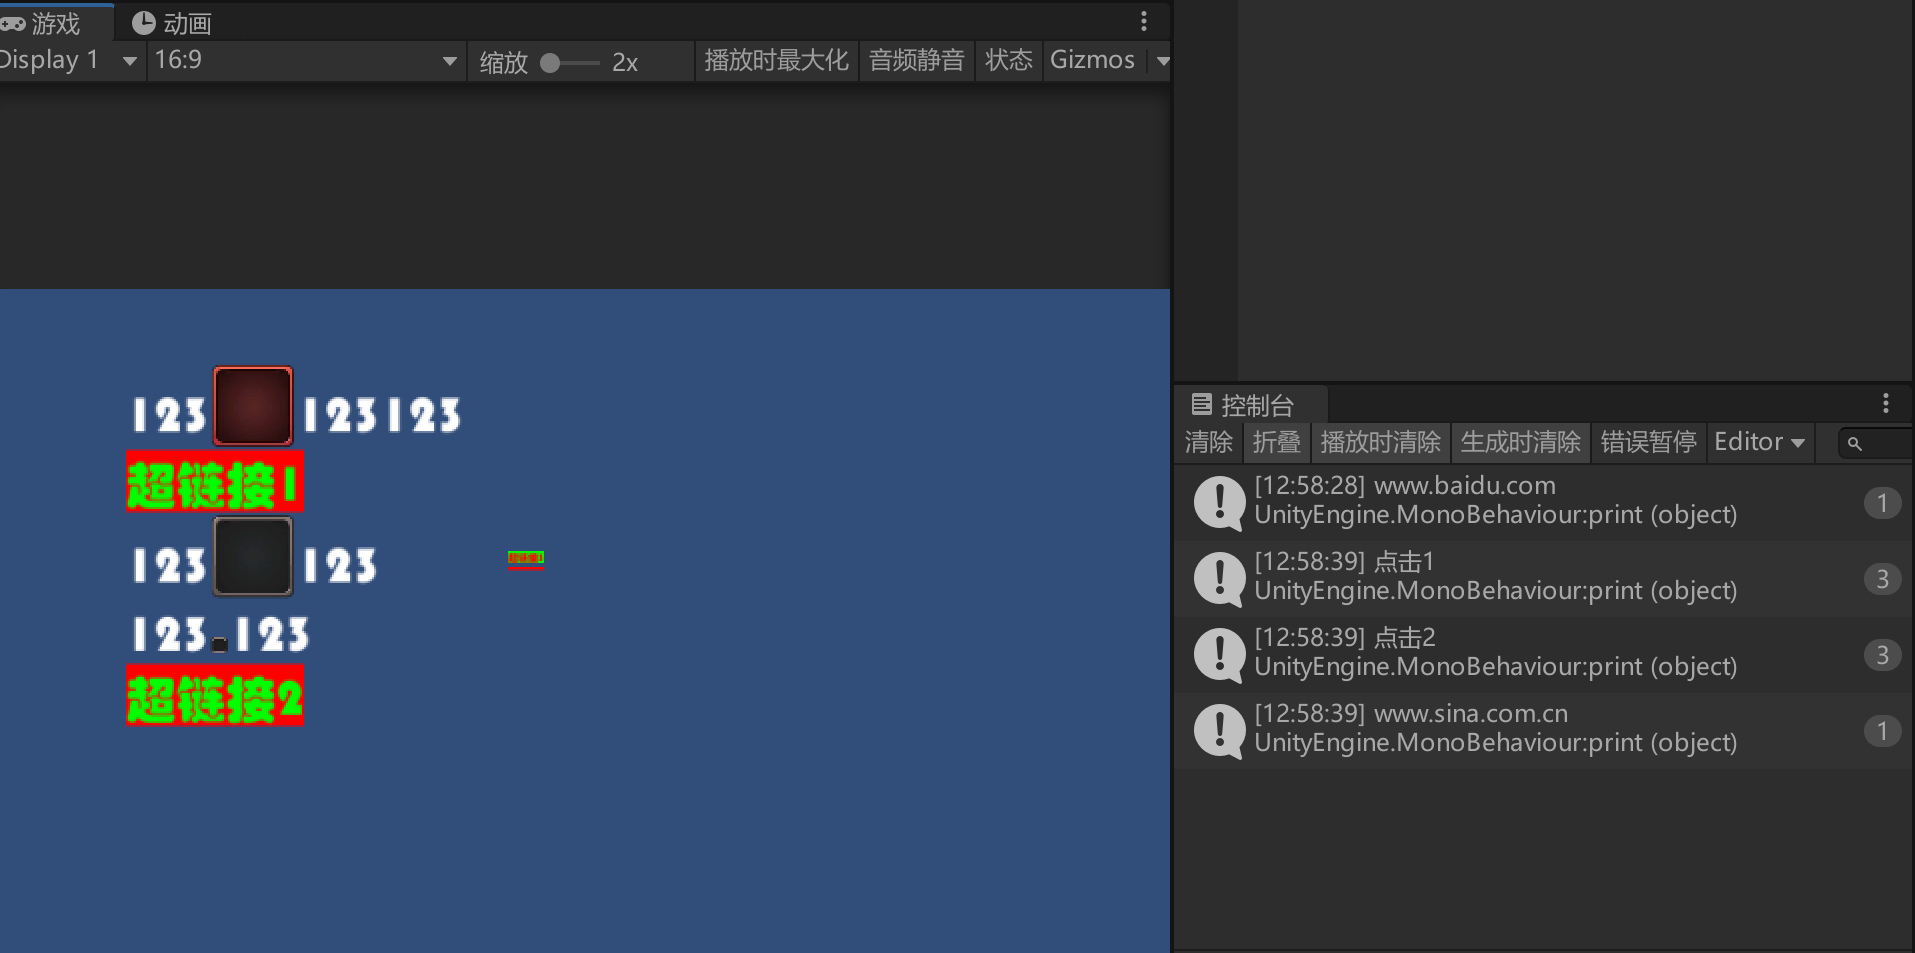 游戏 动画
Display 1 16:9 缩放 2x 播放时最大化 音频静音 状态 Gizmos
123 123123
超链接1
123 123
123 123
超链接2
控制台
清除 折叠 播放时清除 生成时清除 错误暂停 Editor
[12:58:28] www.baidu.com
UnityEngine.MonoBehaviour:print (object)
1
[12:58:39] 点击1
UnityEngine.MonoBehaviour:print (object)
3
[12:58:39] 点击2
UnityEngine.MonoBehaviour:print (object)
3
[12:58:39] www.sina.com.cn
UnityEngine.MonoBehaviour:print (object)
1